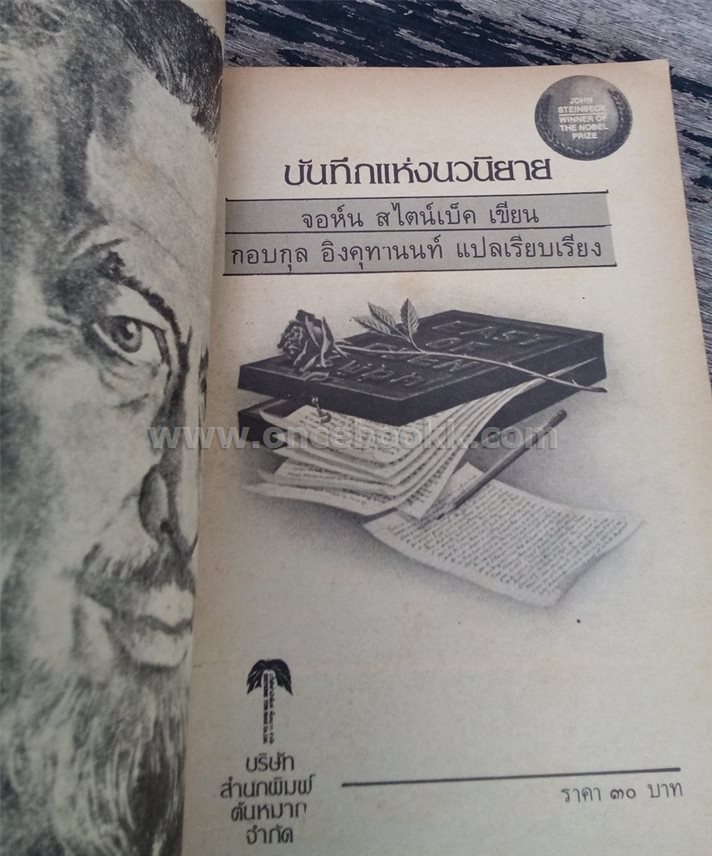 JOHN
STEINBECK
WINNER OF
THE NOBEL
PRIZE
บันทึกแห่งนวนิยาย
จอห์น สไตน์เบ็ค เขียน
กอบกุล อิงคุทานนท์ แปลเรียบเรียง
EAST
OF
EDEN
www.oncebookk.com
บริษัท
สำนักพิมพ์
ต้นหมาก
จำกัด
ราคา ๓๐ บาท